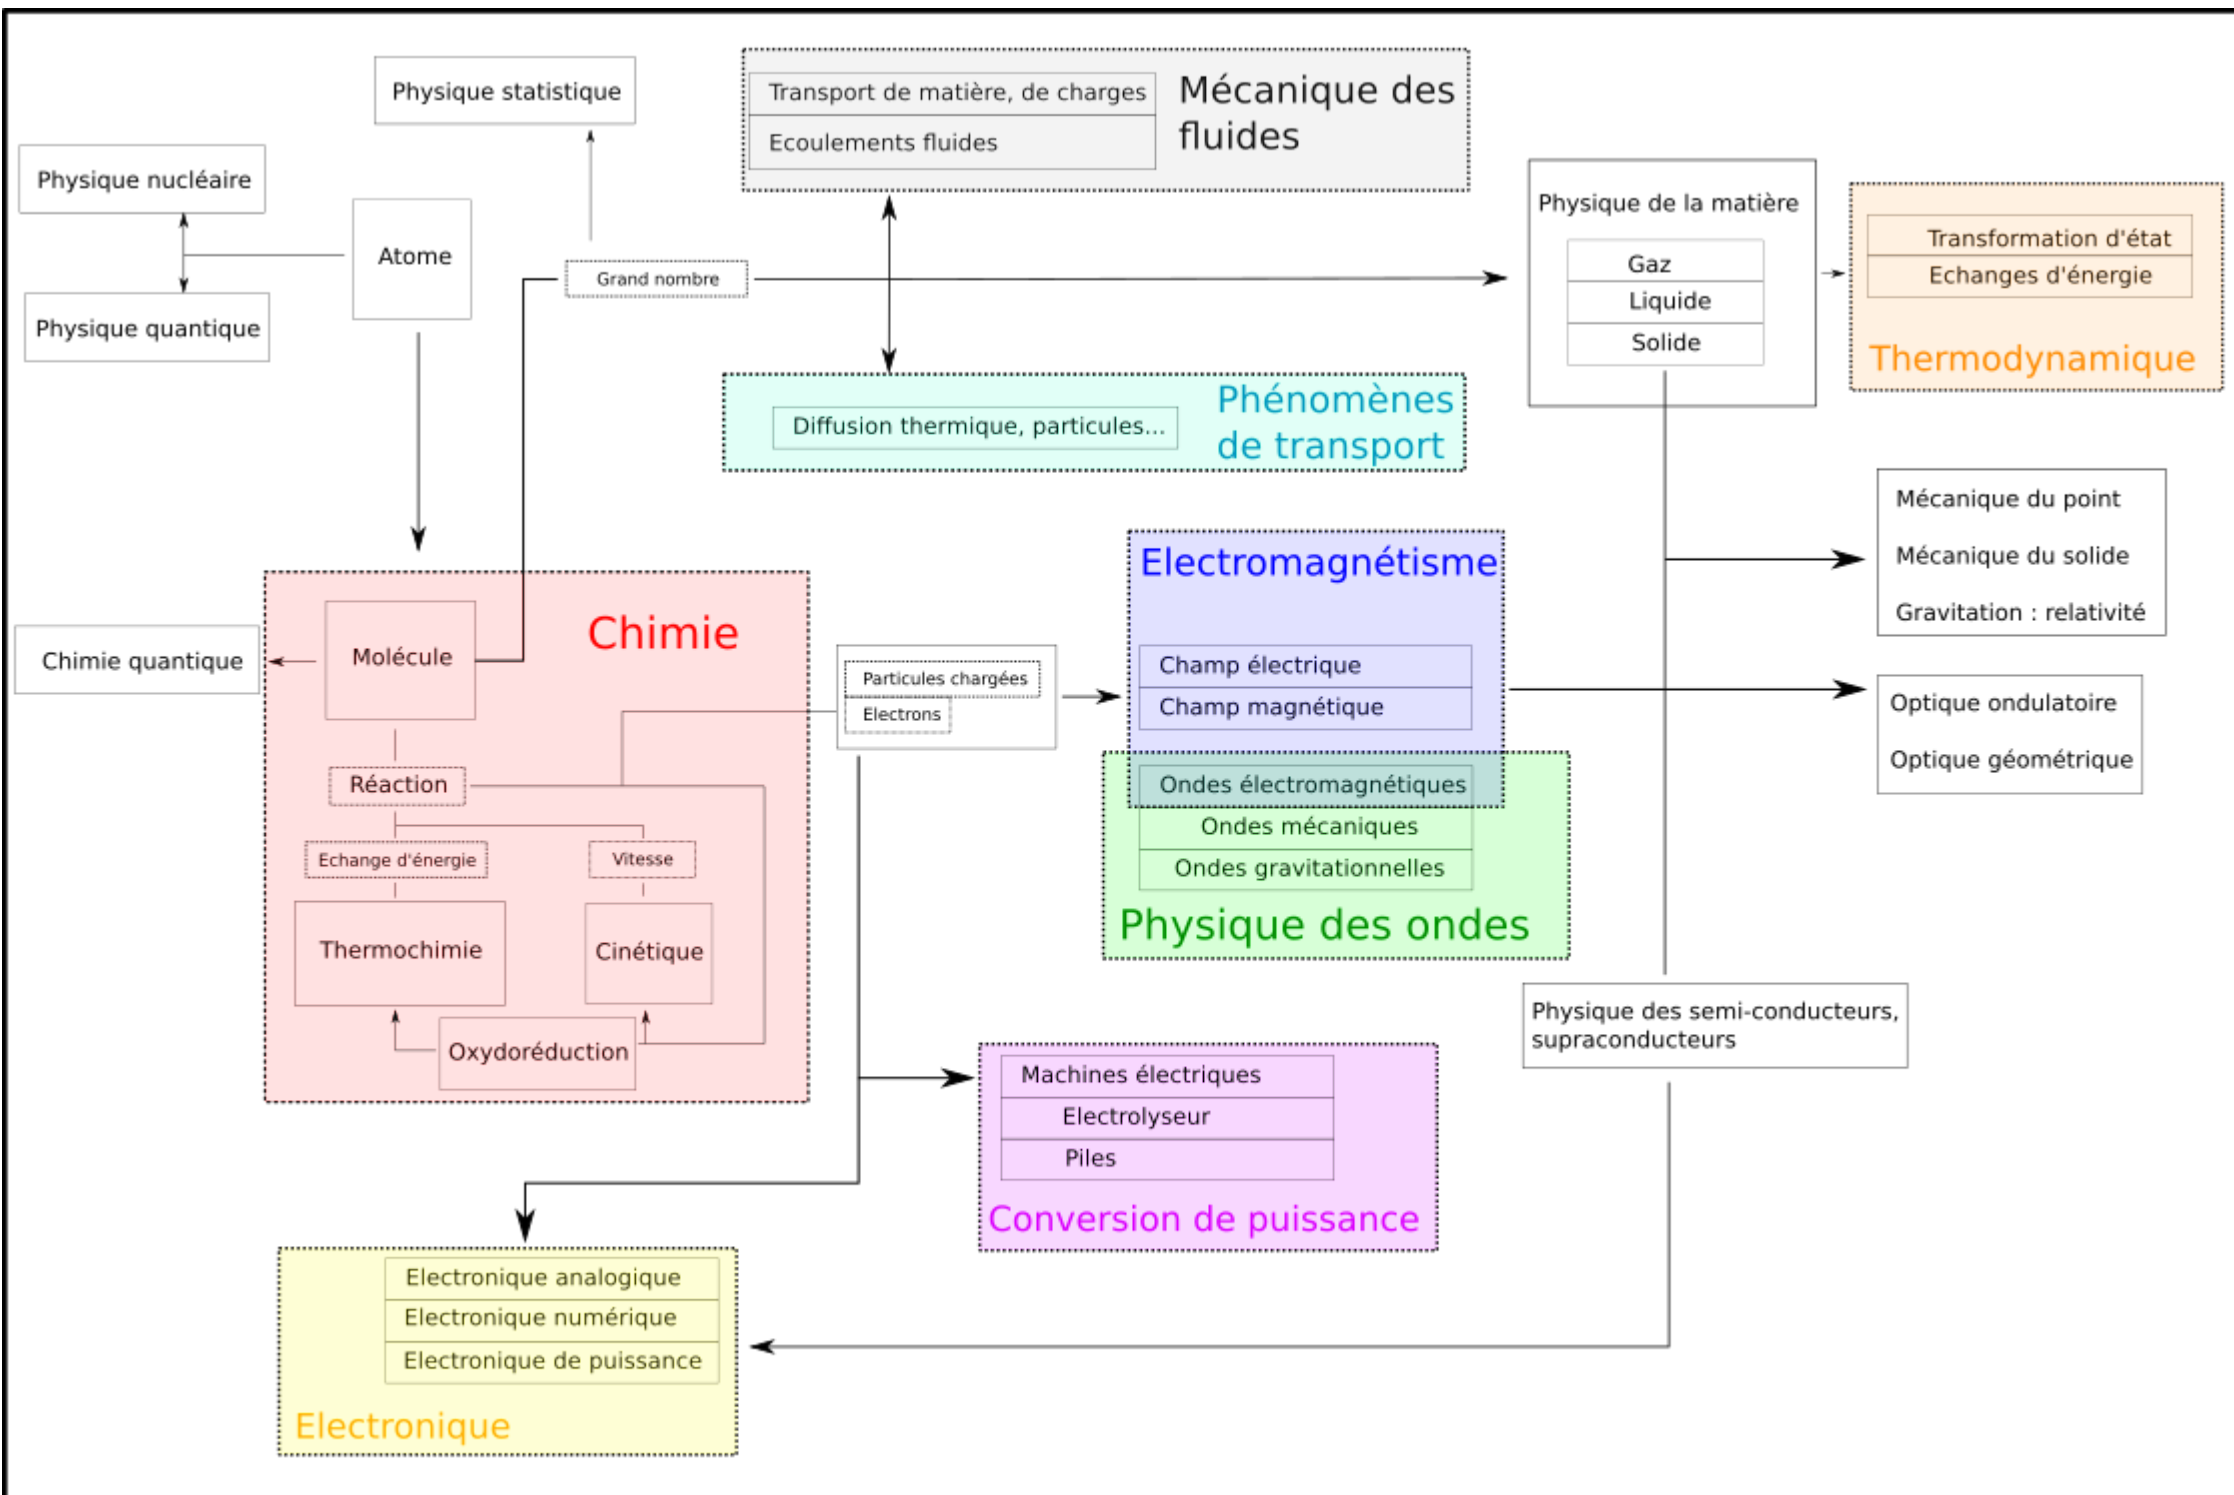 Physique statistique
Transport de matière, de charges
Ecoulements fluides
Mécanique des
fluides
Physique nucléaire
Atome
Physique quantique
Grand nombre
Physique de la matière
Gaz
Liquide
Solide
Transformation d'état
Echanges d'énergie
Thermodynamique
Diffusion thermique, particules...
Phénomènes
de transport
Mécanique du point
Mécanique du solide
Gravitation : relativité
Chimie
Molécule
Chimie quantique
Réaction
Echange d'énergie
Vitesse
Thermochimie
Cinétique
Oxydoréduction
Particules chargées
Electrons
Electromagnétisme
Champ électrique
Champ magnétique
Ondes électromagnétiques
Ondes mécaniques
Ondes gravitationnelles
Physique des ondes
Optique ondulatoire
Optique géométrique
Physique des semi-conducteurs,
supraconducteurs
Machines électriques
Electrolyseur
Piles
Conversion de puissance
Electronique analogique
Electronique numérique
Electronique de puissance
Electronique